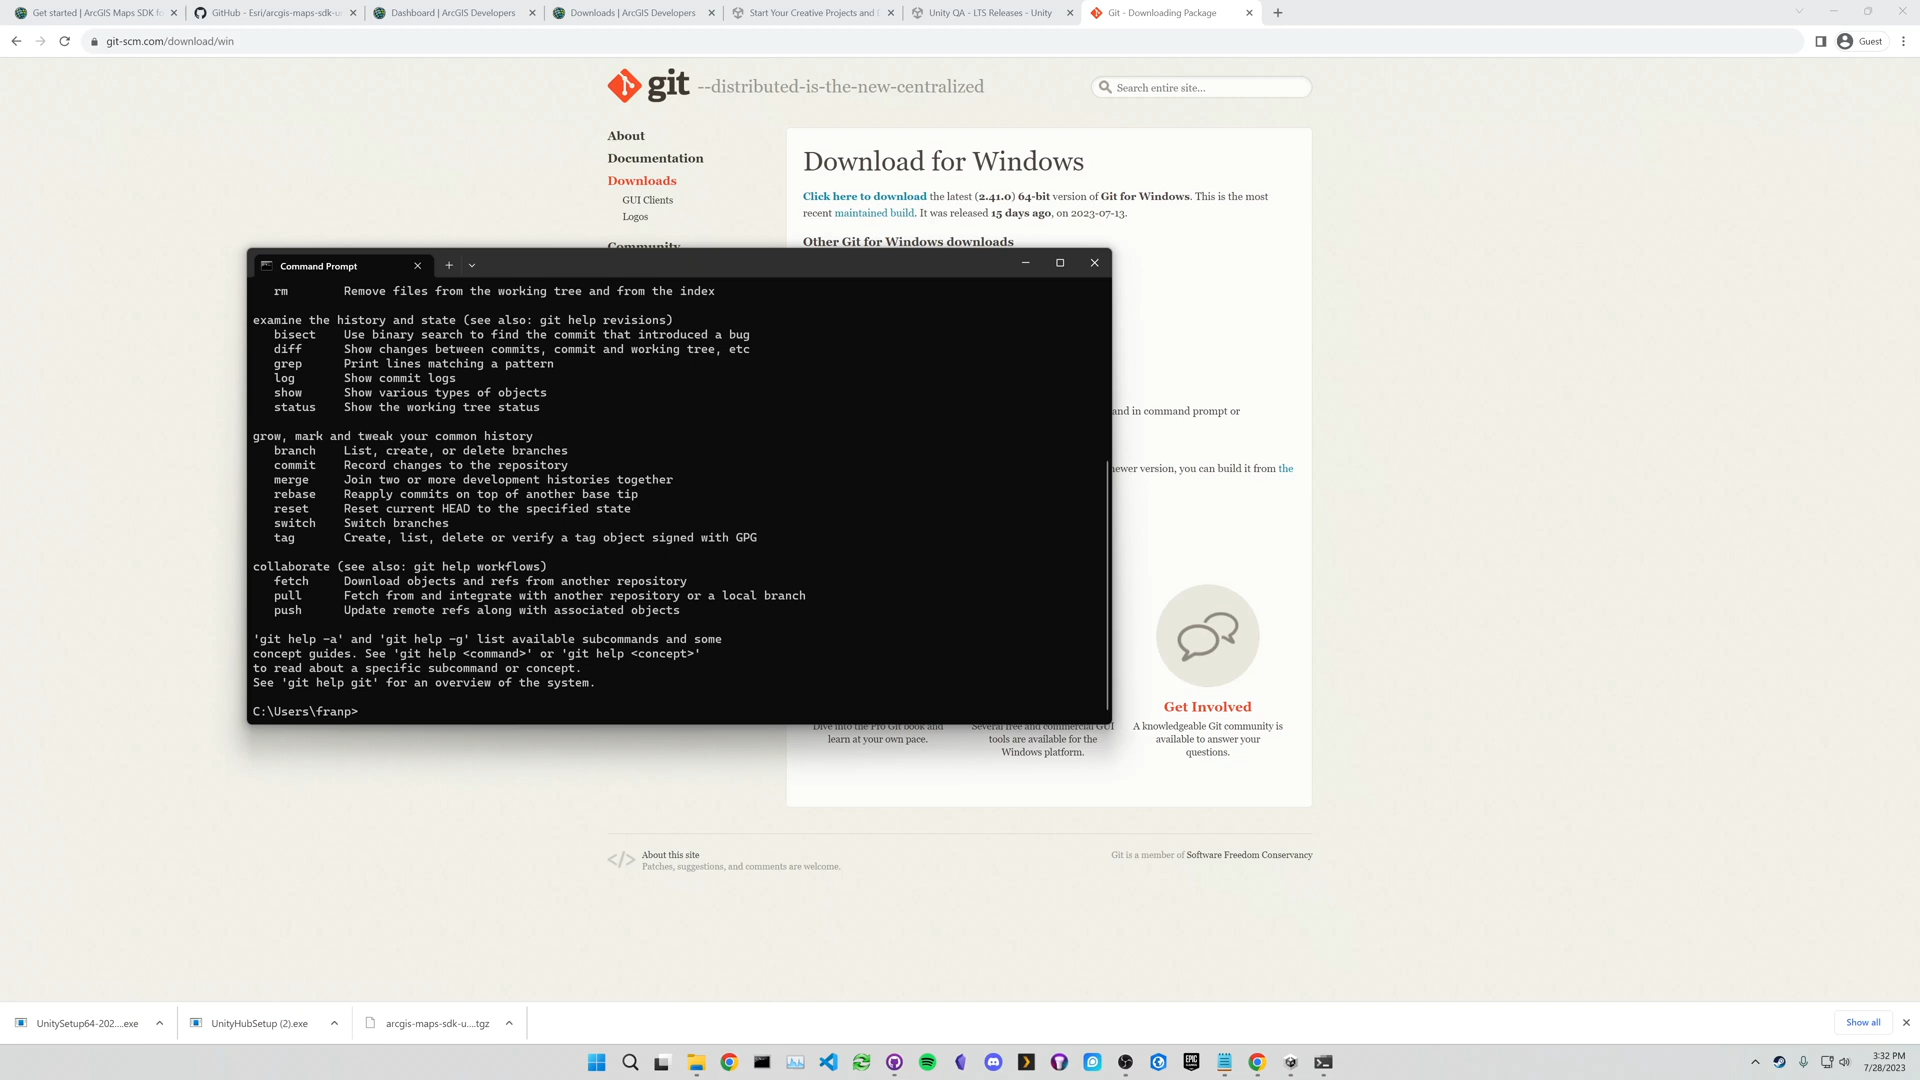 Get started | ArcGIS Maps SDK fo
GitHub - Esri/arcgis-maps-sdk-u
Dashboard | ArcGIS Developers
Downloads | ArcGIS Developers
Start Your Creative Projects and
Unity QA - LTS Releases - Unity
Git - Downloading Package
git-scm.com/download/win
Guest
git --distributed-is-the-new-centralized
Search entire site...
About
Documentation
Downloads
GUI Clients
Logos
Community
Download for Windows
Click here to download the latest (2.41.0) 64-bit version of Git for Windows. This is the most
recent maintained build. It was released 15 days ago, on 2023-07-13.
Other Git for Windows downloads
Command Prompt
rm Remove files from the working tree and from the index
examine the history and state (see also: git help revisions)
bisect Use binary search to find the commit that introduced a bug
diff Show changes between commits, commit and working tree, etc
grep Print lines matching a pattern
log Show commit logs
show Show various types of objects
status Show the working tree status
grow, mark and tweak your common history
branch List, create, or delete branches
commit Record changes to the repository
merge Join two or more development histories together
rebase Reapply commits on top of another base tip
reset Reset current HEAD to the specified state
switch Switch branches
tag Create, list, delete or verify a tag object signed with GPG
collaborate (see also: git help workflows)
fetch Download objects and refs from another repository
pull Fetch from and integrate with another repository or a local branch
push Update remote refs along with associated objects
'git help -a' and 'git help -g' list available subcommands and some
concept guides. See 'git help <command>' or 'git help <concept>'
to read about a specific subcommand or concept.
See 'git help git' for an overview of the system.
C:\Users\franp>
and in command prompt or
newer version, you can build it from the
Dive into the Pro Git book and
learn at your own pace.
Several free and commercial GUI
tools are available for the
Windows platform.
Get Involved
A knowledgeable Git community is
available to answer your
questions.
</> About this site
Patches, suggestions, and comments are welcome.
Git is a member of Software Freedom Conservancy
UnitySetup64-202....exe
UnityHubSetup (2).exe
arcgis-maps-sdk-u....tgz
Show all
EPIC
3:32 PM
7/28/2023